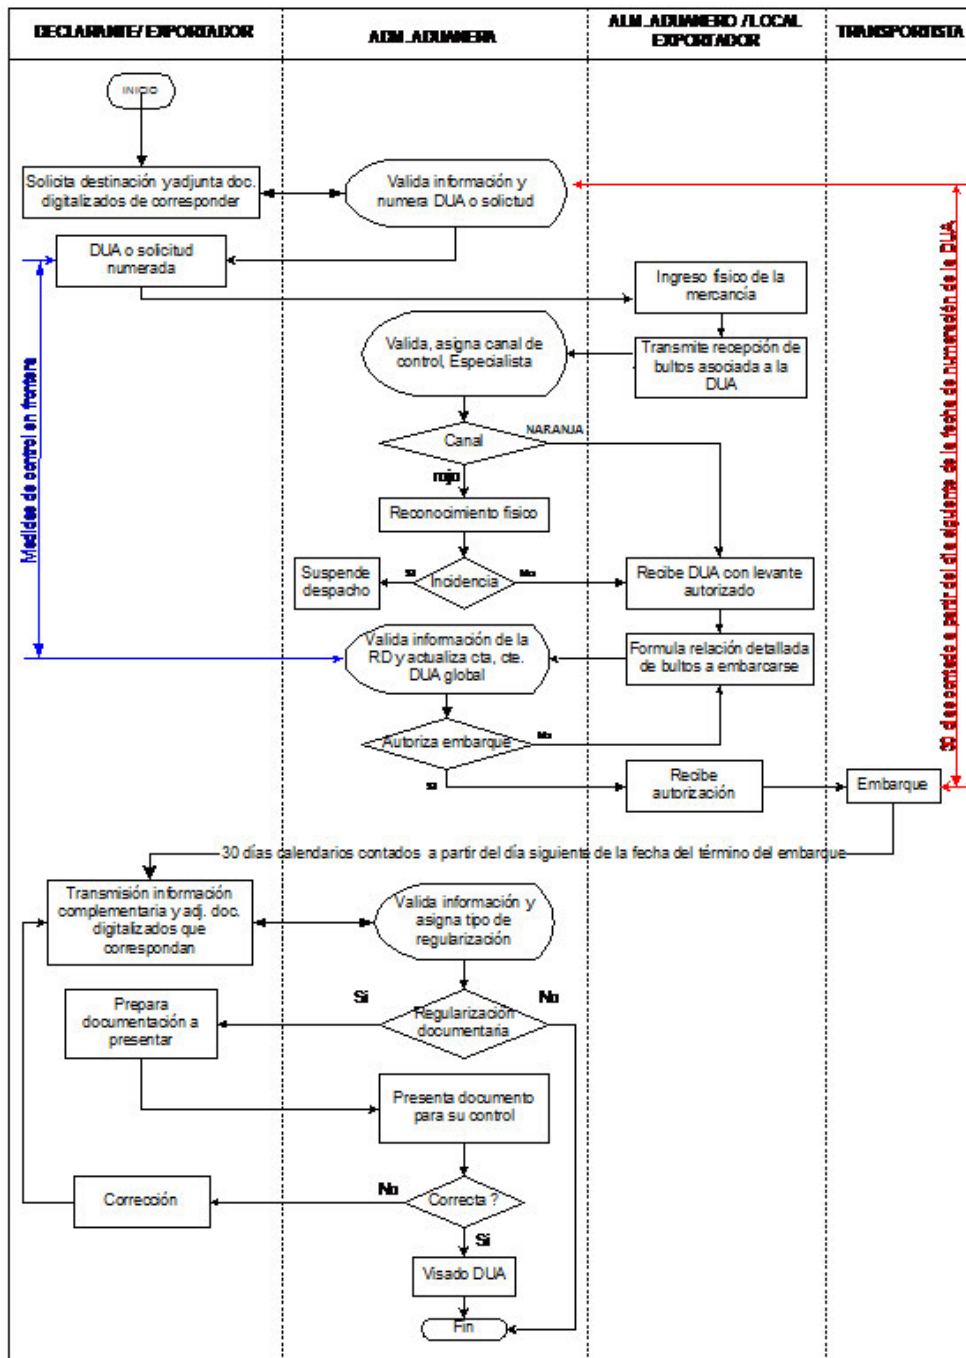 DECLARANTE/ EXPORTADOR
ADM. ADUANERA
ALM. ADUANERO / LOCAL
EXPORTADOR
TRANSPORTISTA
INICIO
Solicita destinación y adjunta doc.
digitalizados de corresponder
Valida información y
numera DUA o solictud
DUA o solicitud
numerada
Ingreso físico de la
mercancía
Valida, asigna canal de
control, Especialista
Transmite recepción de
bultos asociada a la
DUA
Canal
NARANJA
rojo
Reconocimiento fisico
Suspende
despacho
si
Incidencia
No
Recibe DUA con levante
autorizado
Valida información de la
RD y actualiza cta, cte.
DUA global
Formula relación detallada
de bultos a embarcarse
Autoriza embarque
No
si
Recibe
autorización
Embarque
Medidas de control en frontera
30 dias contado a partir del día siguiente de la fecha de numeración de la DUA
30 días calendarios contados a partir del día siguiente de la fecha del término del embarque
Transmisión información
complementaria y adj. doc.
digitalizados que
correspondan
Valida información y
asigna tipo de
regularización
Sí
No
Prepara
documentación a
presentar
Regularización
documentaria
Presenta documento
para su control
Corrección
No
Correcta ?
Sí
Visado DUA
Fin